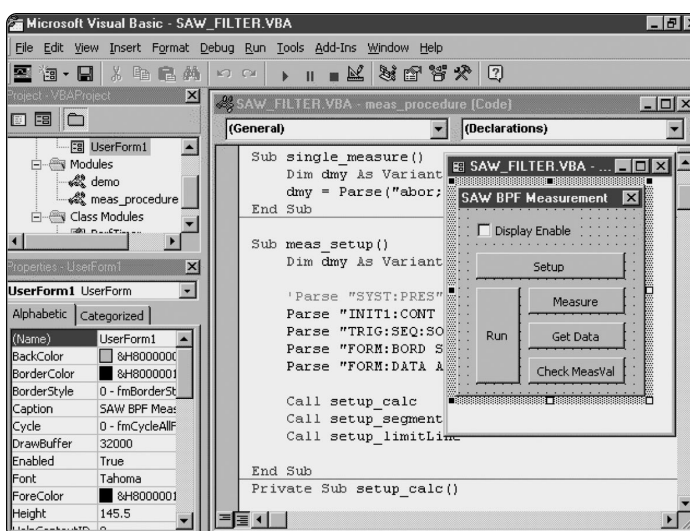 Microsoft Visual Basic - SAW_FILTER.VBA
File Edit View Insert Format Debug Run Tools Add-Ins Window Help
Project - VBAProject
UserForm1
Modules
demo
meas_procedure
Class Modules
Properties - UserForm1
UserForm1 UserForm
Alphabetic Categorized
(Name) UserForm1
BackColor &H8000000
BorderColor &H8000001
BorderStyle 0 - fmBorderSt
Caption SAW BPF Meas
Cycle 0 - fmCycleAllF
DrawBuffer 32000
Enabled True
Font Tahoma
ForeColor &H8000001
Height 145.5
SAW_FILTER.VBA - meas_procedure (Code)
(General) (Declarations)
Sub single_measure()
Dim dmy As Variant
dmy = Parse("abor;
End Sub
Sub meas_setup()
Dim dmy As Variant
'Parse "SYST:PRES"
Parse "INIT1:CONT
Parse "TRIG:SEQ:SO
Parse "FORM:BORD S
Parse "FORM:DATA A
Call setup_calc
Call setup_segment
Call setup_limitLine
End Sub
Private Sub setup_calc()
SAW_FILTER.VBA - ...
SAW BPF Measurement
Display Enable
Setup
Run
Measure
Get Data
Check MeasVal